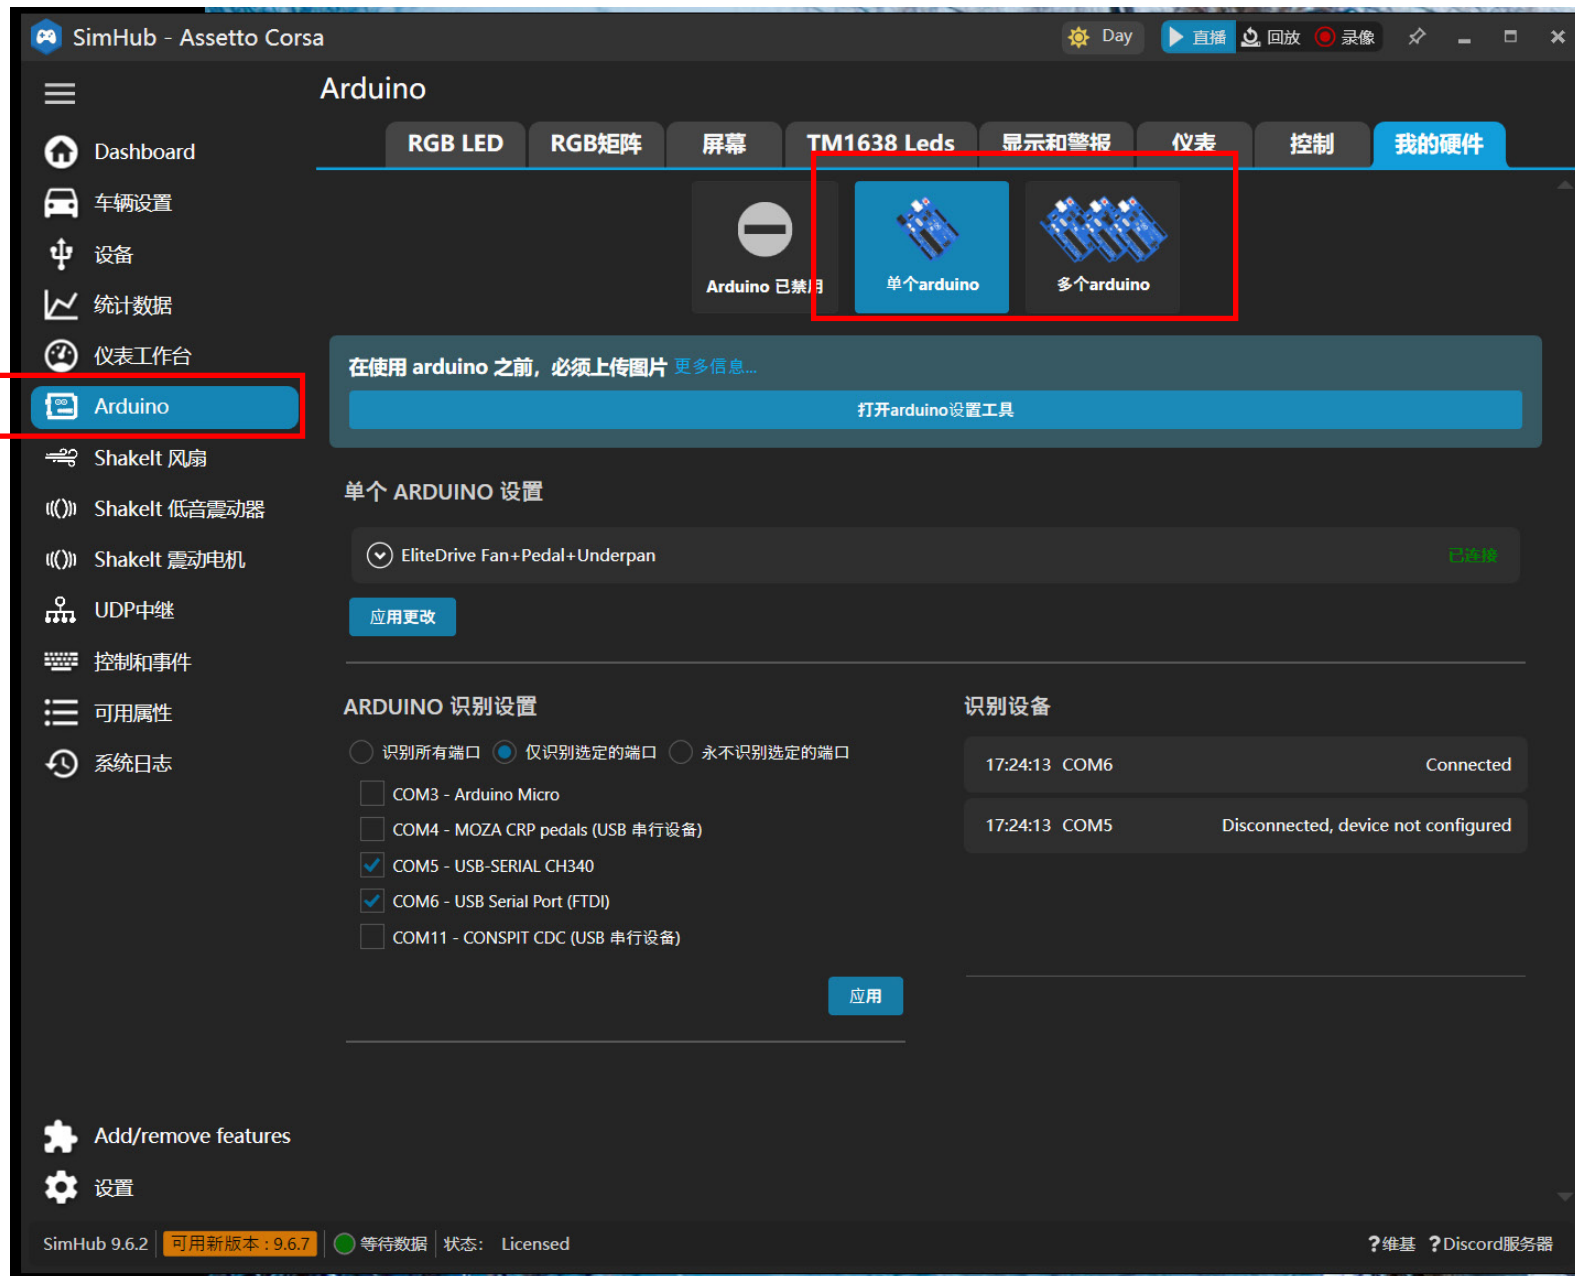 SimHub - Assetto Corsa
Day
直播
回放
录像
Arduino
RGB LED
RGB矩阵
屏幕
TM1638 Leds
显示和警报
仪表
控制
我的硬件
Dashboard
车辆设置
设备
统计数据
仪表工作台
Arduino
ShakeIt 风扇
ShakeIt 低音震动器
ShakeIt 震动电机
UDP中继
控制和事件
可用属性
系统日志
Add/remove features
设置
Arduino 已禁用
单个arduino
多个arduino
在使用 arduino 之前，必须上传图片 更多信息...
打开arduino设置工具
单个 ARDUINO 设置
EliteDrive Fan+Pedal+Underpan
已连接
应用更改
ARDUINO 识别设置
识别所有端口 仅识别选定的端口 永不识别选定的端口
COM3 - Arduino Micro
COM4 - MOZA CRP pedals (USB 串行设备)
COM5 - USB-SERIAL CH340
COM6 - USB Serial Port (FTDI)
COM11 - CONSPIT CDC (USB 串行设备)
应用
识别设备
17:24:13 COM6 Connected
17:24:13 COM5 Disconnected, device not configured
SimHub 9.6.2
可用新版本 : 9.6.7
等待数据
状态: Licensed
?维基
?Discord服务器